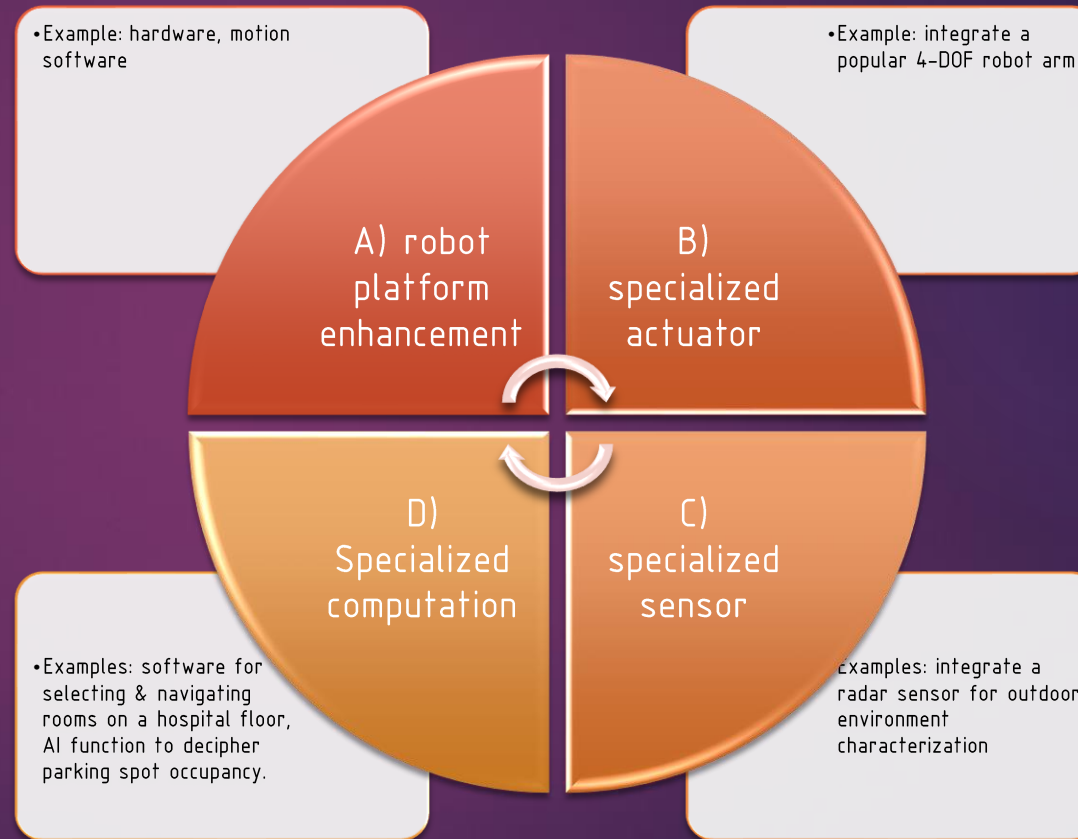 •Example: hardware, motion
software
•Example: integrate a
popular 4-DOF robot arm
A) robot
platform
enhancement
B)
specialized
actuator
D)
Specialized
computation
C)
specialized
sensor
•Examples: software for
selecting & navigating
rooms on a hospital floor,
AI function to decipher
parking spot occupancy.
Examples: integrate a
radar sensor for outdoor
environment
characterization